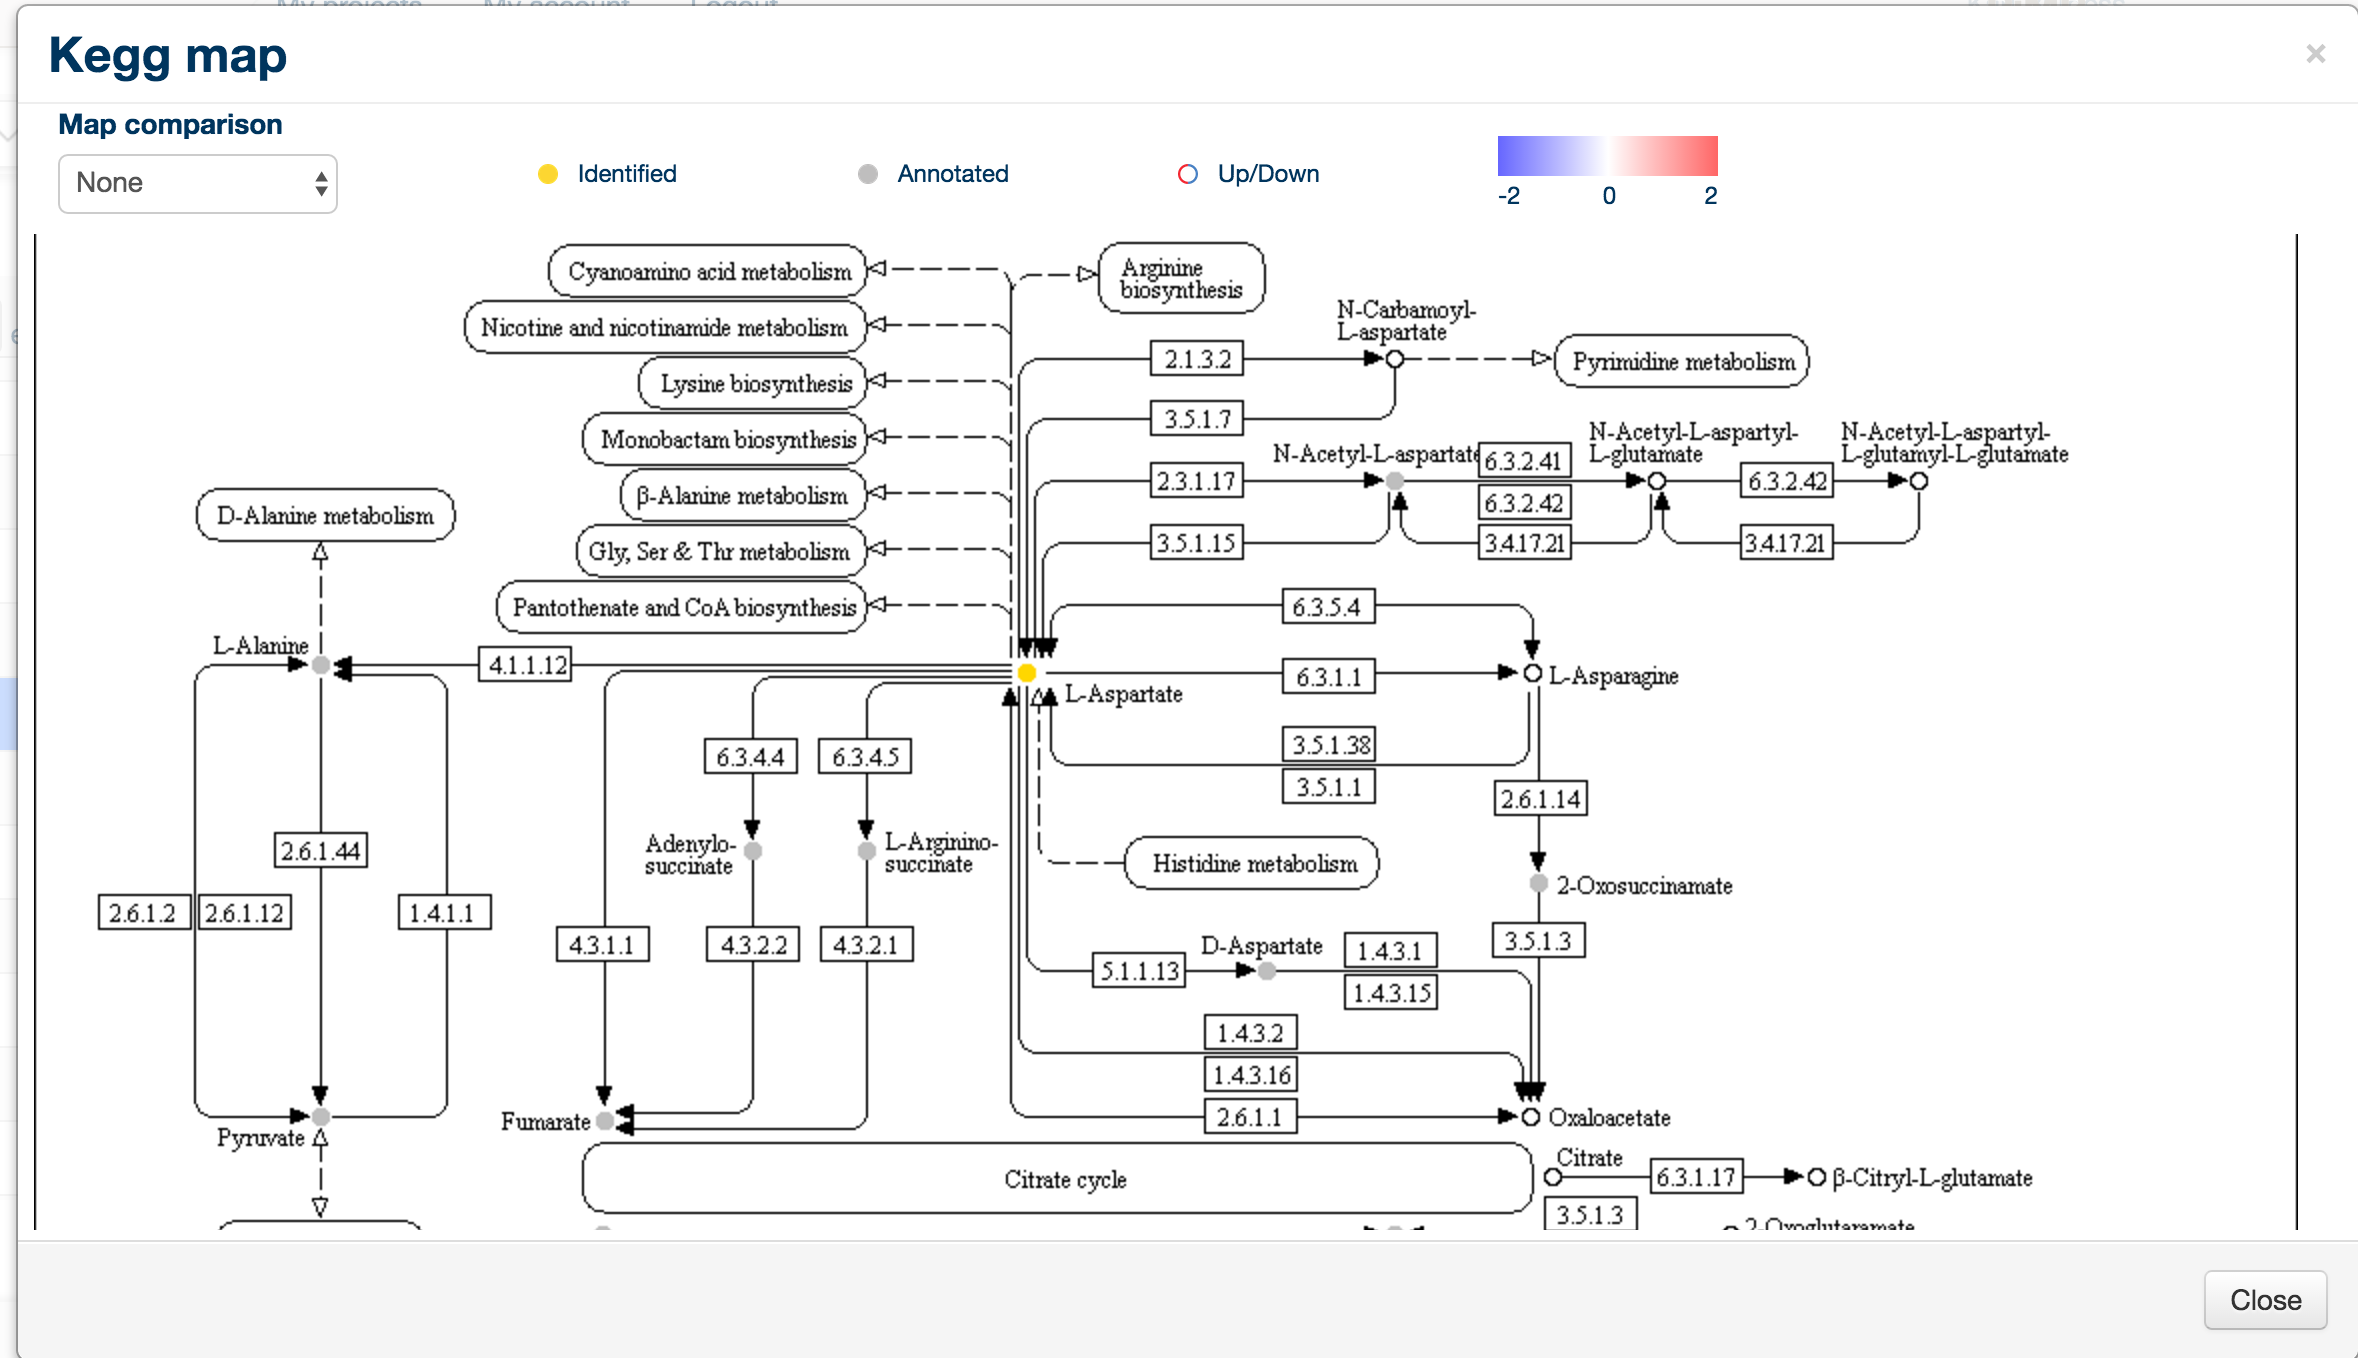 My projects
My account
Logout
Kegg map
×
Map comparison
None
Identified
Annotated
Up/Down
-2
0
2
Cyanoamino acid metabolism
Arginine
biosynthesis
Nicotine and nicotinamide metabolism
N-Carbamoyl-
L-aspartate
2.1.3.2
Pyrimidine metabolism
Lysine biosynthesis
3.5.1.7
Monobactam biosynthesis
N-Acetyl-L-aspartate
6.3.2.41
N-Acetyl-L-aspartyl-
L-glutamate
N-Acetyl-L-aspartyl-
L-glutamyl-L-glutamate
2.3.1.17
6.3.2.42
6.3.2.42
β-Alanine metabolism
D-Alanine metabolism
Gly, Ser & Thr metabolism
3.5.1.15
3.4.17.21
3.4.17.21
Pantothenate and CoA biosynthesis
6.3.5.4
L-Alanine
4.1.1.12
6.3.1.1
L-Asparagine
L-Aspartate
6.3.4.4
6.3.4.5
3.5.1.38
3.5.1.1
2.6.1.14
2.6.1.44
Adenylo-
succinate
L-Arginino-
succinate
Histidine metabolism
2-Oxosuccinamate
2.6.1.2
2.6.1.12
1.4.1.1
4.3.1.1
4.3.2.2
4.3.2.1
D-Aspartate
1.4.3.1
3.5.1.3
5.1.1.13
1.4.3.15
1.4.3.2
1.4.3.16
2.6.1.1
Oxaloacetate
Fumarate
Pyruvate
Citrate cycle
Citrate
6.3.1.17
β-Citryl-L-glutamate
3.5.1.3
2-Oxoglutaramate
Close